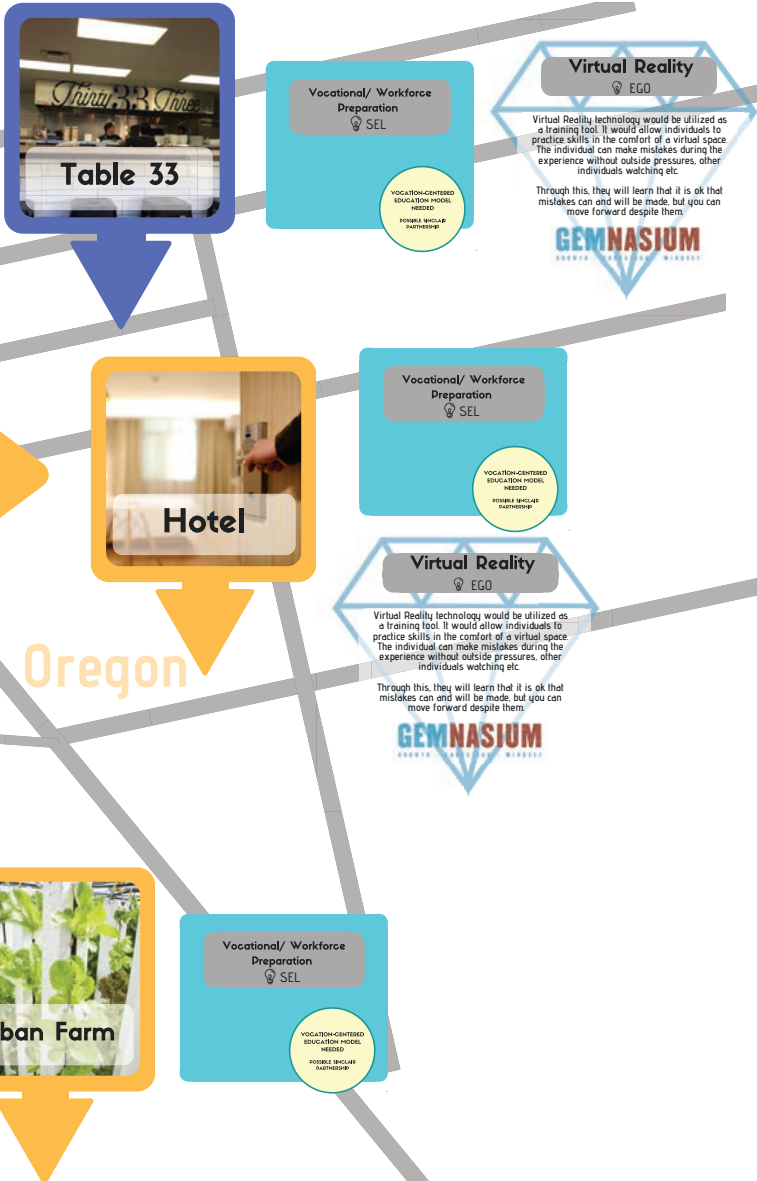 Thirty 33 Three
Table 33
Vocational/ Workforce
Preparation
SEL
VOCATION-CENTERED
EDUCATION MODEL
NEEDED
POSSIBLE SINCLAIR
PARTNERSHIP
Virtual Reality
EGO
Virtual Reality technology would be utilized as
a training tool. It would allow individuals to
practice skills in the comfort of a virtual space.
The individual can make mistakes during the
experience without outside pressures, other
individuals watching etc.
Through this, they will learn that it is ok that
mistakes can and will be made, but you can
move forward despite them.
GEMNASIUM
Hotel
Vocational/ Workforce
Preparation
SEL
VOCATION-CENTERED
EDUCATION MODEL
NEEDED
POSSIBLE SINCLAIR
PARTNERSHIP
Virtual Reality
EGO
Virtual Reality technology would be utilized as
a training tool. It would allow individuals to
practice skills in the comfort of a virtual space.
The individual can make mistakes during the
experience without outside pressures, other
individuals watching etc.
Through this, they will learn that it is ok that
mistakes can and will be made, but you can
move forward despite them.
GEMNASIUM
Oregon
ban Farm
Vocational/ Workforce
Preparation
SEL
VOCATION-CENTERED
EDUCATION MODEL
NEEDED
POSSIBLE SINCLAIR
PARTNERSHIP